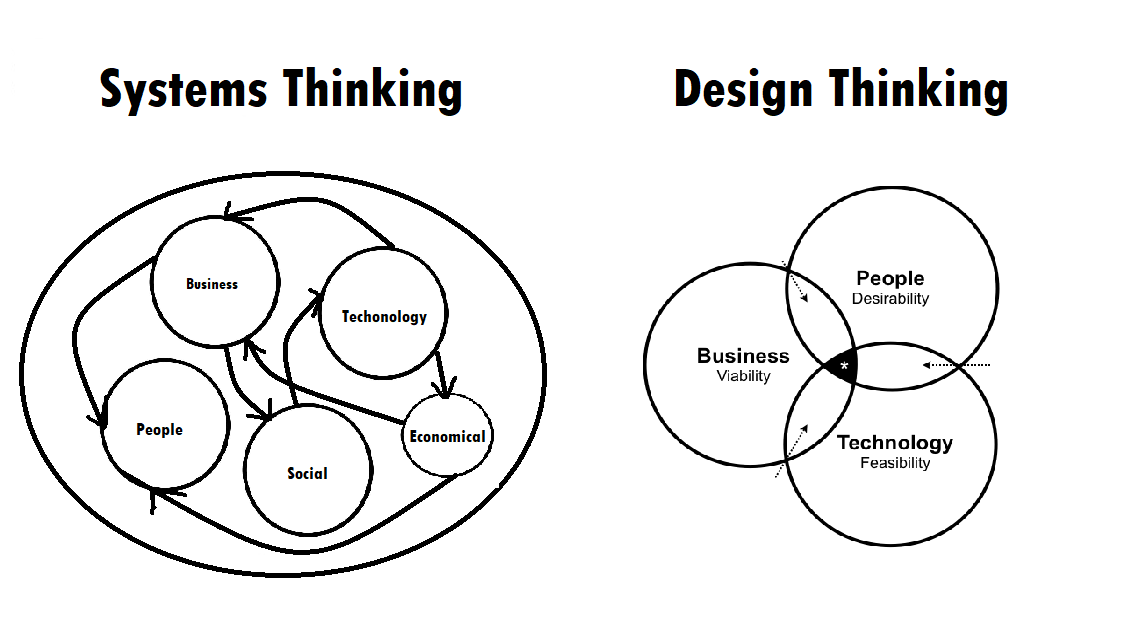 Systems Thinking
Business
Techonology
People
Economical
Social
Design Thinking
People
Desirability
Business
Viability
*
Technology
Feasibility